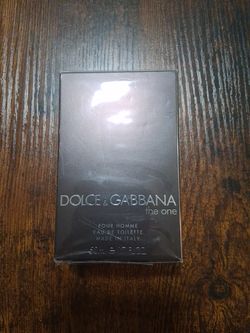 DOLCE & GABBANA
the one
POUR HOMME
EAU DE TOILETTE
MADE IN ITALY